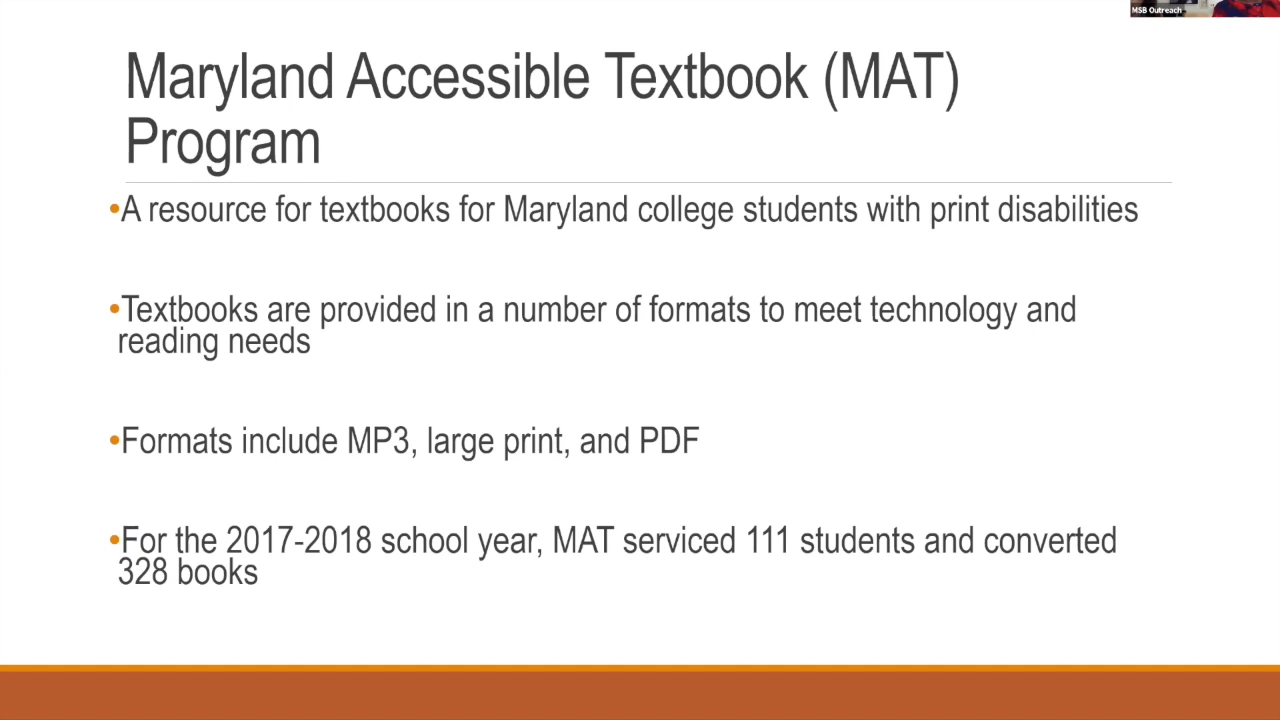 MSB Outreach
Maryland Accessible Textbook (MAT)
Program
•A resource for textbooks for Maryland college students with print disabilities
•Textbooks are provided in a number of formats to meet technology and
reading needs
•Formats include MP3, large print, and PDF
•For the 2017-2018 school year, MAT serviced 111 students and converted
328 books